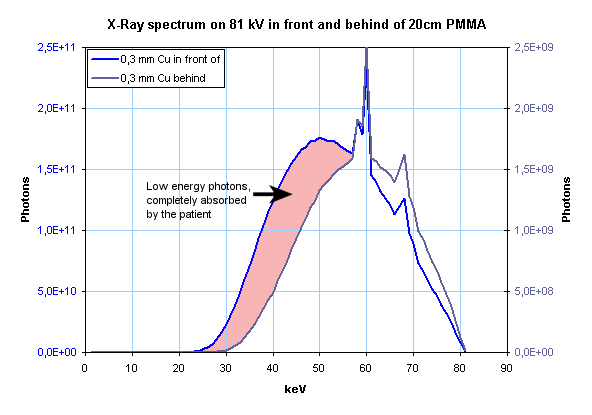 X-Ray spectrum on 81 kV in front and behind of 20cm PMMA
2,5E+11
2,0E+11
1,5E+11
1,0E+11
5,0E+10
0,0E+00
Photons
0,3 mm Cu in front of
0,3 mm Cu behind
Low energy photons,
completely absorbed
by the patient
2,5E+09
2,0E+09
1,5E+09
1,0E+09
5,0E+08
0,0E+00
Photons
0 10 20 30 40 50 60 70 80 90
keV